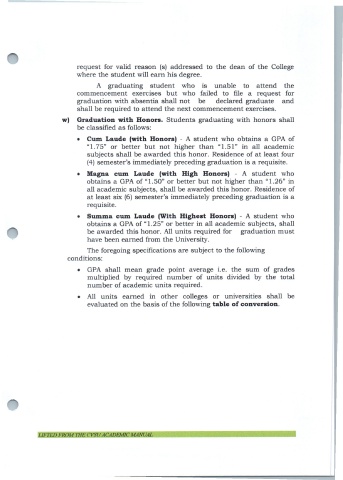 request for valid reason (s) addressed to the dean of the College
where the student will earn his degree.
A graduating student who is unable to attend the
commencement exercises but who failed to file a request for
graduation with absentia shall not be declared graduate and
shall be required to attend the next commencement exercises.
w) Graduation with Honors. Students graduating with honors shall
be classified as follows:
• Cum Laude (with Honors) - A student who obtains a GPA of
"1.75" or better but not higher than "1.51" in all academic
subjects shall be awarded this honor. Residence of at least four
(4) semester's immediately preceding graduation is a requisite.
• Magna cum Laude (with High Honors) - A student who
obtains a GPA of "1.50" or better but not higher than "1.26" in
all academic subjects, shall be awarded this honor. Residence of
at least six (6) semester's immediately preceding graduation is a
requisite.
• Summa cum Laude (With Highest Honors) - A student who
obtains a GPA of "1.25" or better in all academic subjects, shall
be awarded this honor. All units required for graduation must
have been earned from the University.
The foregoing specifications are subject to the following
conditions:
• GPA shall mean grade point average i.e. the sum of grades
multiplied by required number of units divided by the total
number of academic units required.
• All units earned in other colleges or universities shall be
evaluated on the basis of the following table of conversion.
LIFTED FROM THE CVSU ACADEMIC MANUAL